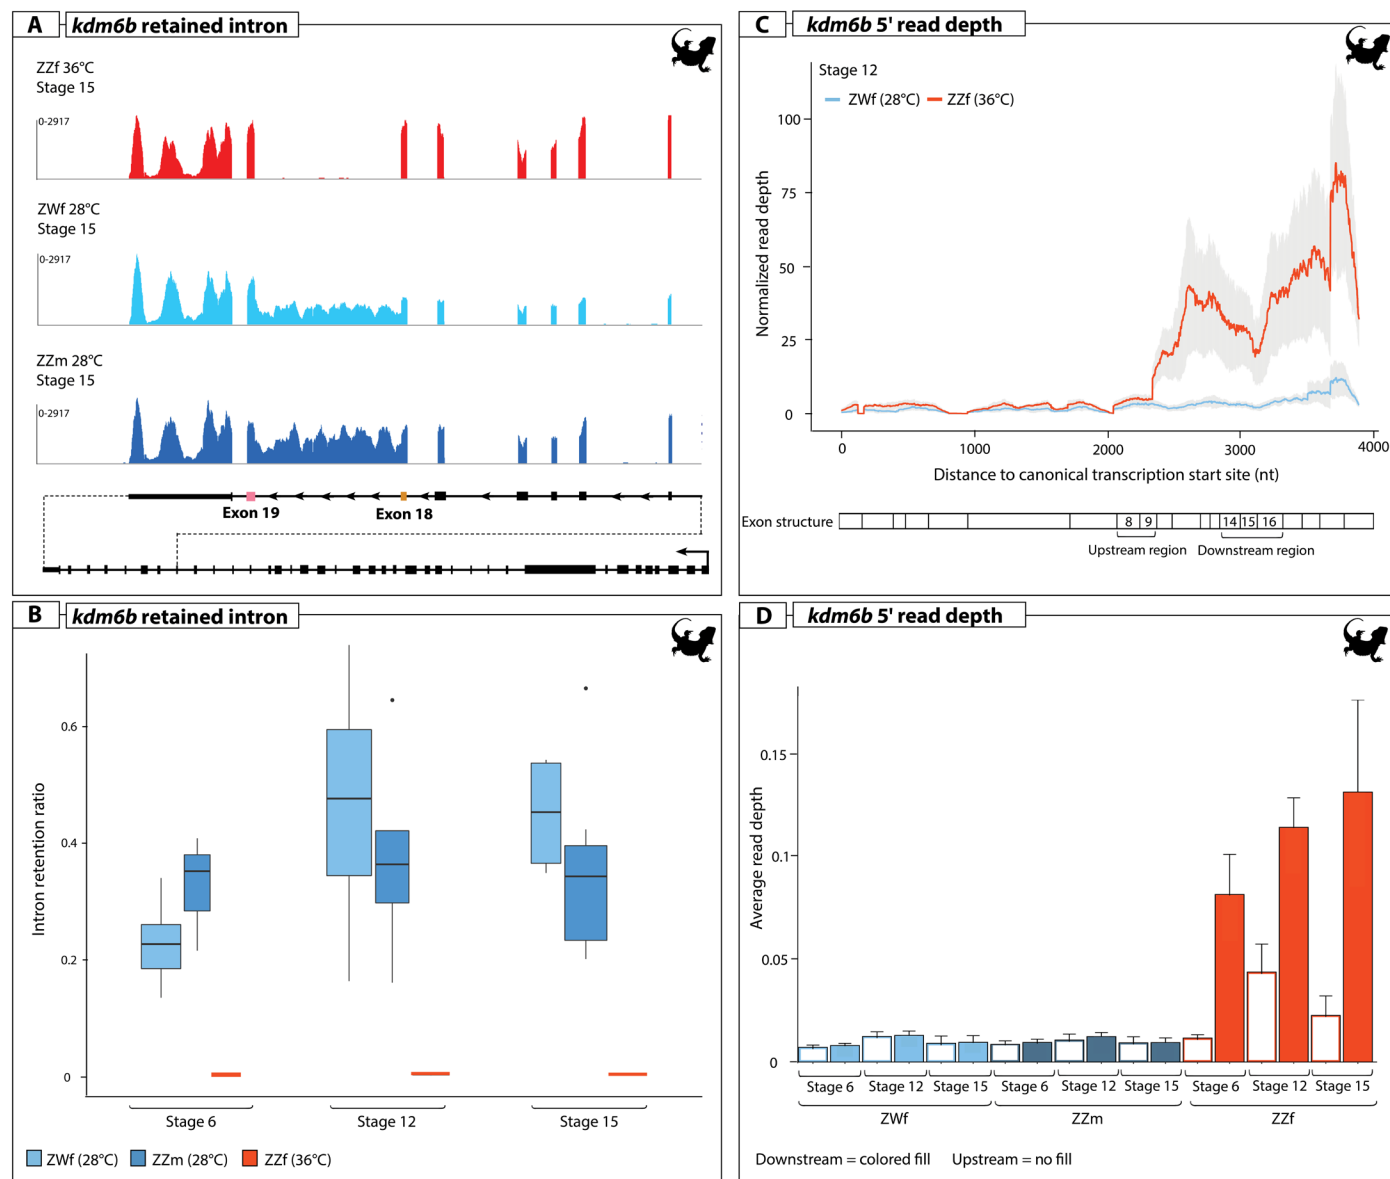 A kdm6b retained intron
ZZf 36°C
Stage 15
0-2917
ZWf 28°C
Stage 15
0-2917
ZZm 28°C
Stage 15
0-2917
Exon 19
Exon 18
B kdm6b retained intron
Intron retention ratio
0.6
0.4
0.2
0
Stage 6 Stage 12 Stage 15
ZWf (28°C) ZZm (28°C) ZZf (36°C)
C kdm6b 5' read depth
Stage 12
ZWf (28°C) ZZf (36°C)
Normalized read depth
100
75
50
25
0
0 1000 2000 3000 4000
Distance to canonical transcription start site (nt)
Exon structure 8 9 14 15 16
Upstream region Downstream region
D kdm6b 5' read depth
Average read depth
0.15
0.1
0.05
0
Stage 6 Stage 12 Stage 15 Stage 6 Stage 12 Stage 15 Stage 6 Stage 12 Stage 15
ZWf ZZm ZZf
Downstream = colored fill Upstream = no fill